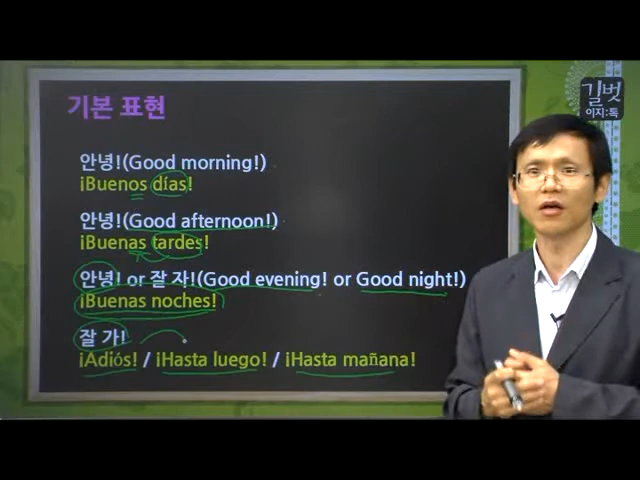 길벗
이지:톡
기본 표현
안녕!(Good morning!)
¡Buenos días!
안녕!(Good afternoon!)
¡Buenas tardes!
안녕! or 잘 자!(Good evening! or Good night!)
¡Buenas noches!
잘 가!
¡Adiós! / ¡Hasta luego! / ¡Hasta mañana!